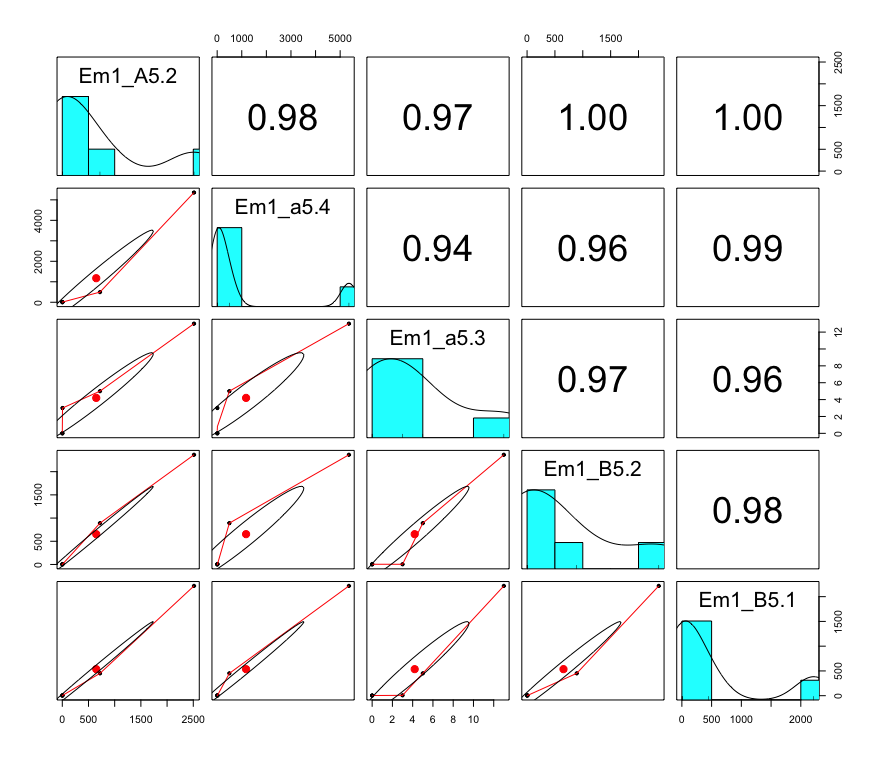 0 1000 3000 5000 0 500 1500
Em1_A5.2 0.98 0.97 1.00 1.00 0 500 1500 2500
0 2000 4000 Em1_a5.4 0.94 0.96 0.99
Em1_a5.3 0.97 0.96 0 2 4 6 8 12
0 500 1500 Em1_B5.2 0.98
Em1_B5.1 0 500 1500
0 500 1500 2500 0 2 4 6 8 10 0 500 1000 2000